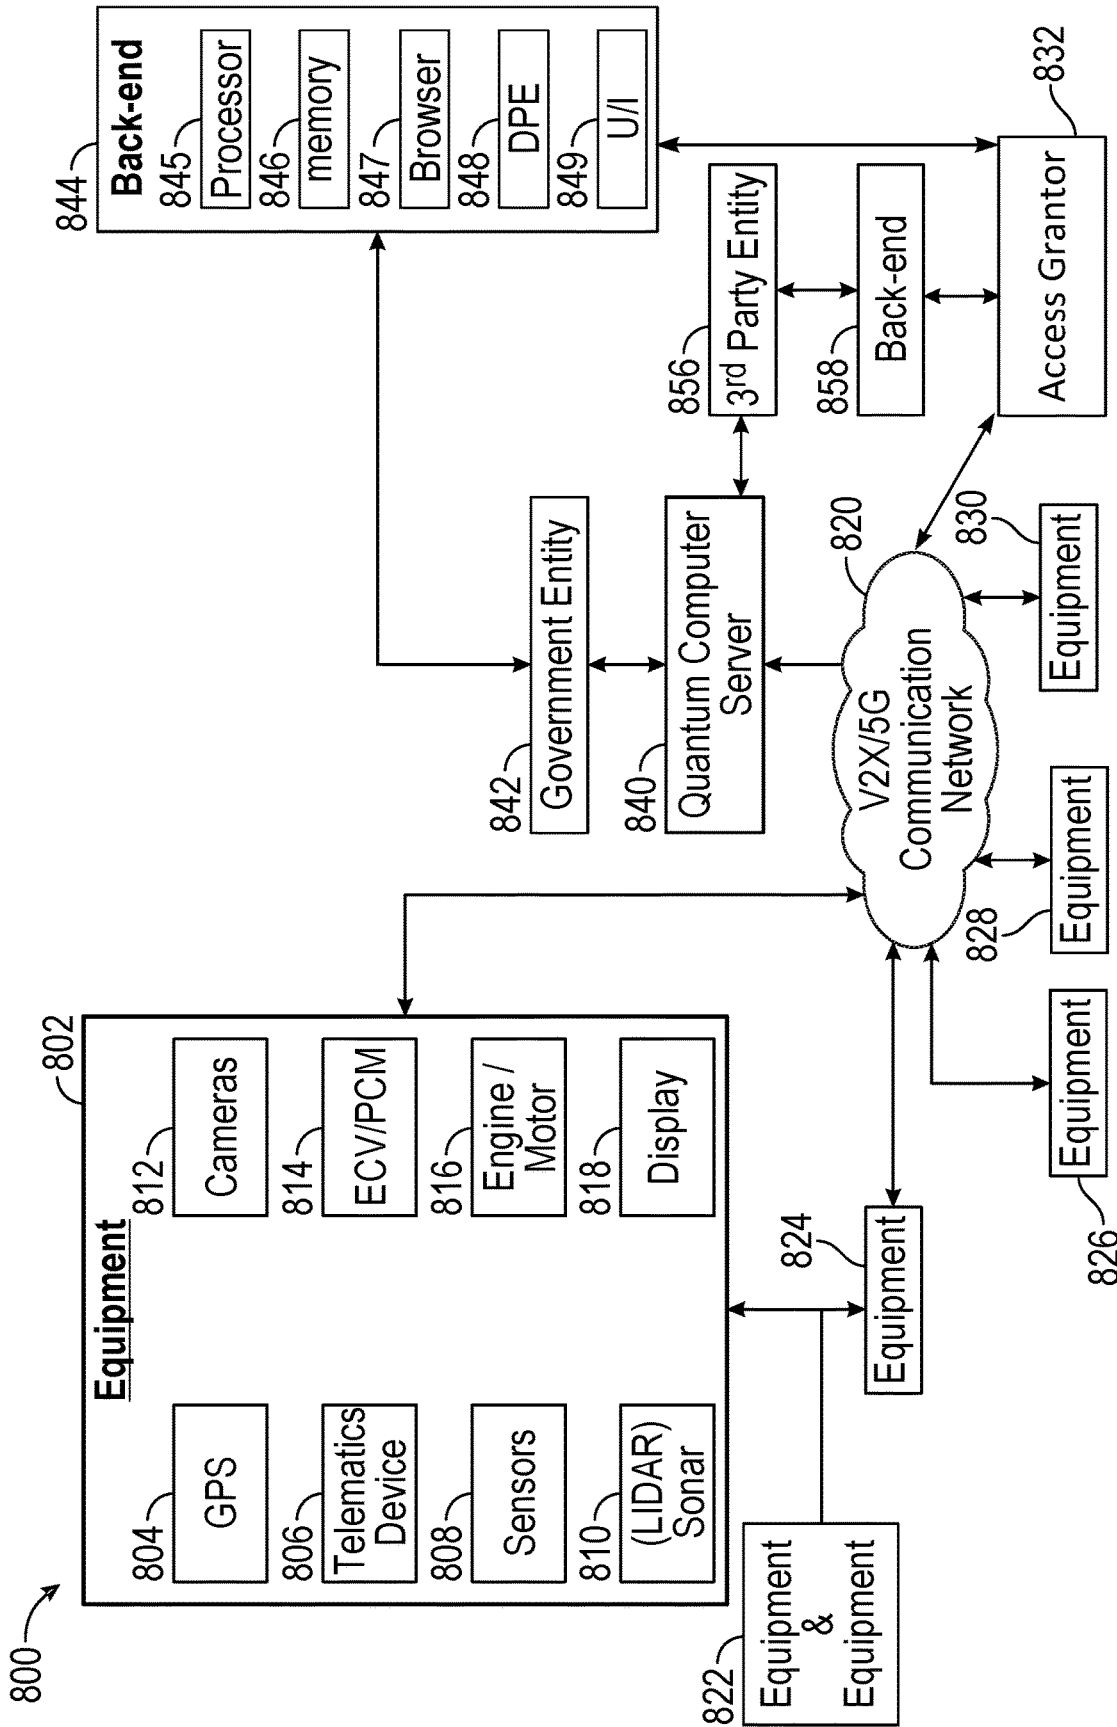 800
802
Equipment
804
GPS
806
Telematics
Device
808
Sensors
810
(LIDAR)
Sonar
812
Cameras
814
ECV/PCM
816
Engine /
Motor
818
Display
822
Equipment
&
Equipment
824
Equipment
826
Equipment
828
Equipment
830
Equipment
820
V2X/5G
Communication
Network
840
Quantum Computer
Server
842
Government Entity
844
Back-end
845
Processor
846
memory
847
Browser
848
DPE
849
U/I
856
3rd Party Entity
858
Back-end
832
Access Grantor